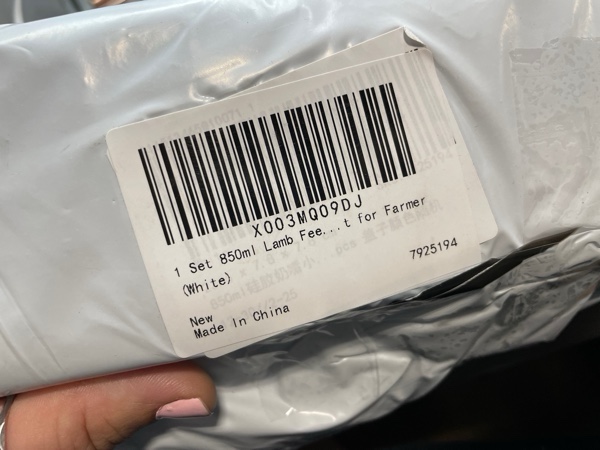 X003MQ09DJ
1 Set 850ml Lamb Fee...t for Farmer
(White)
7925194
New
Made In China